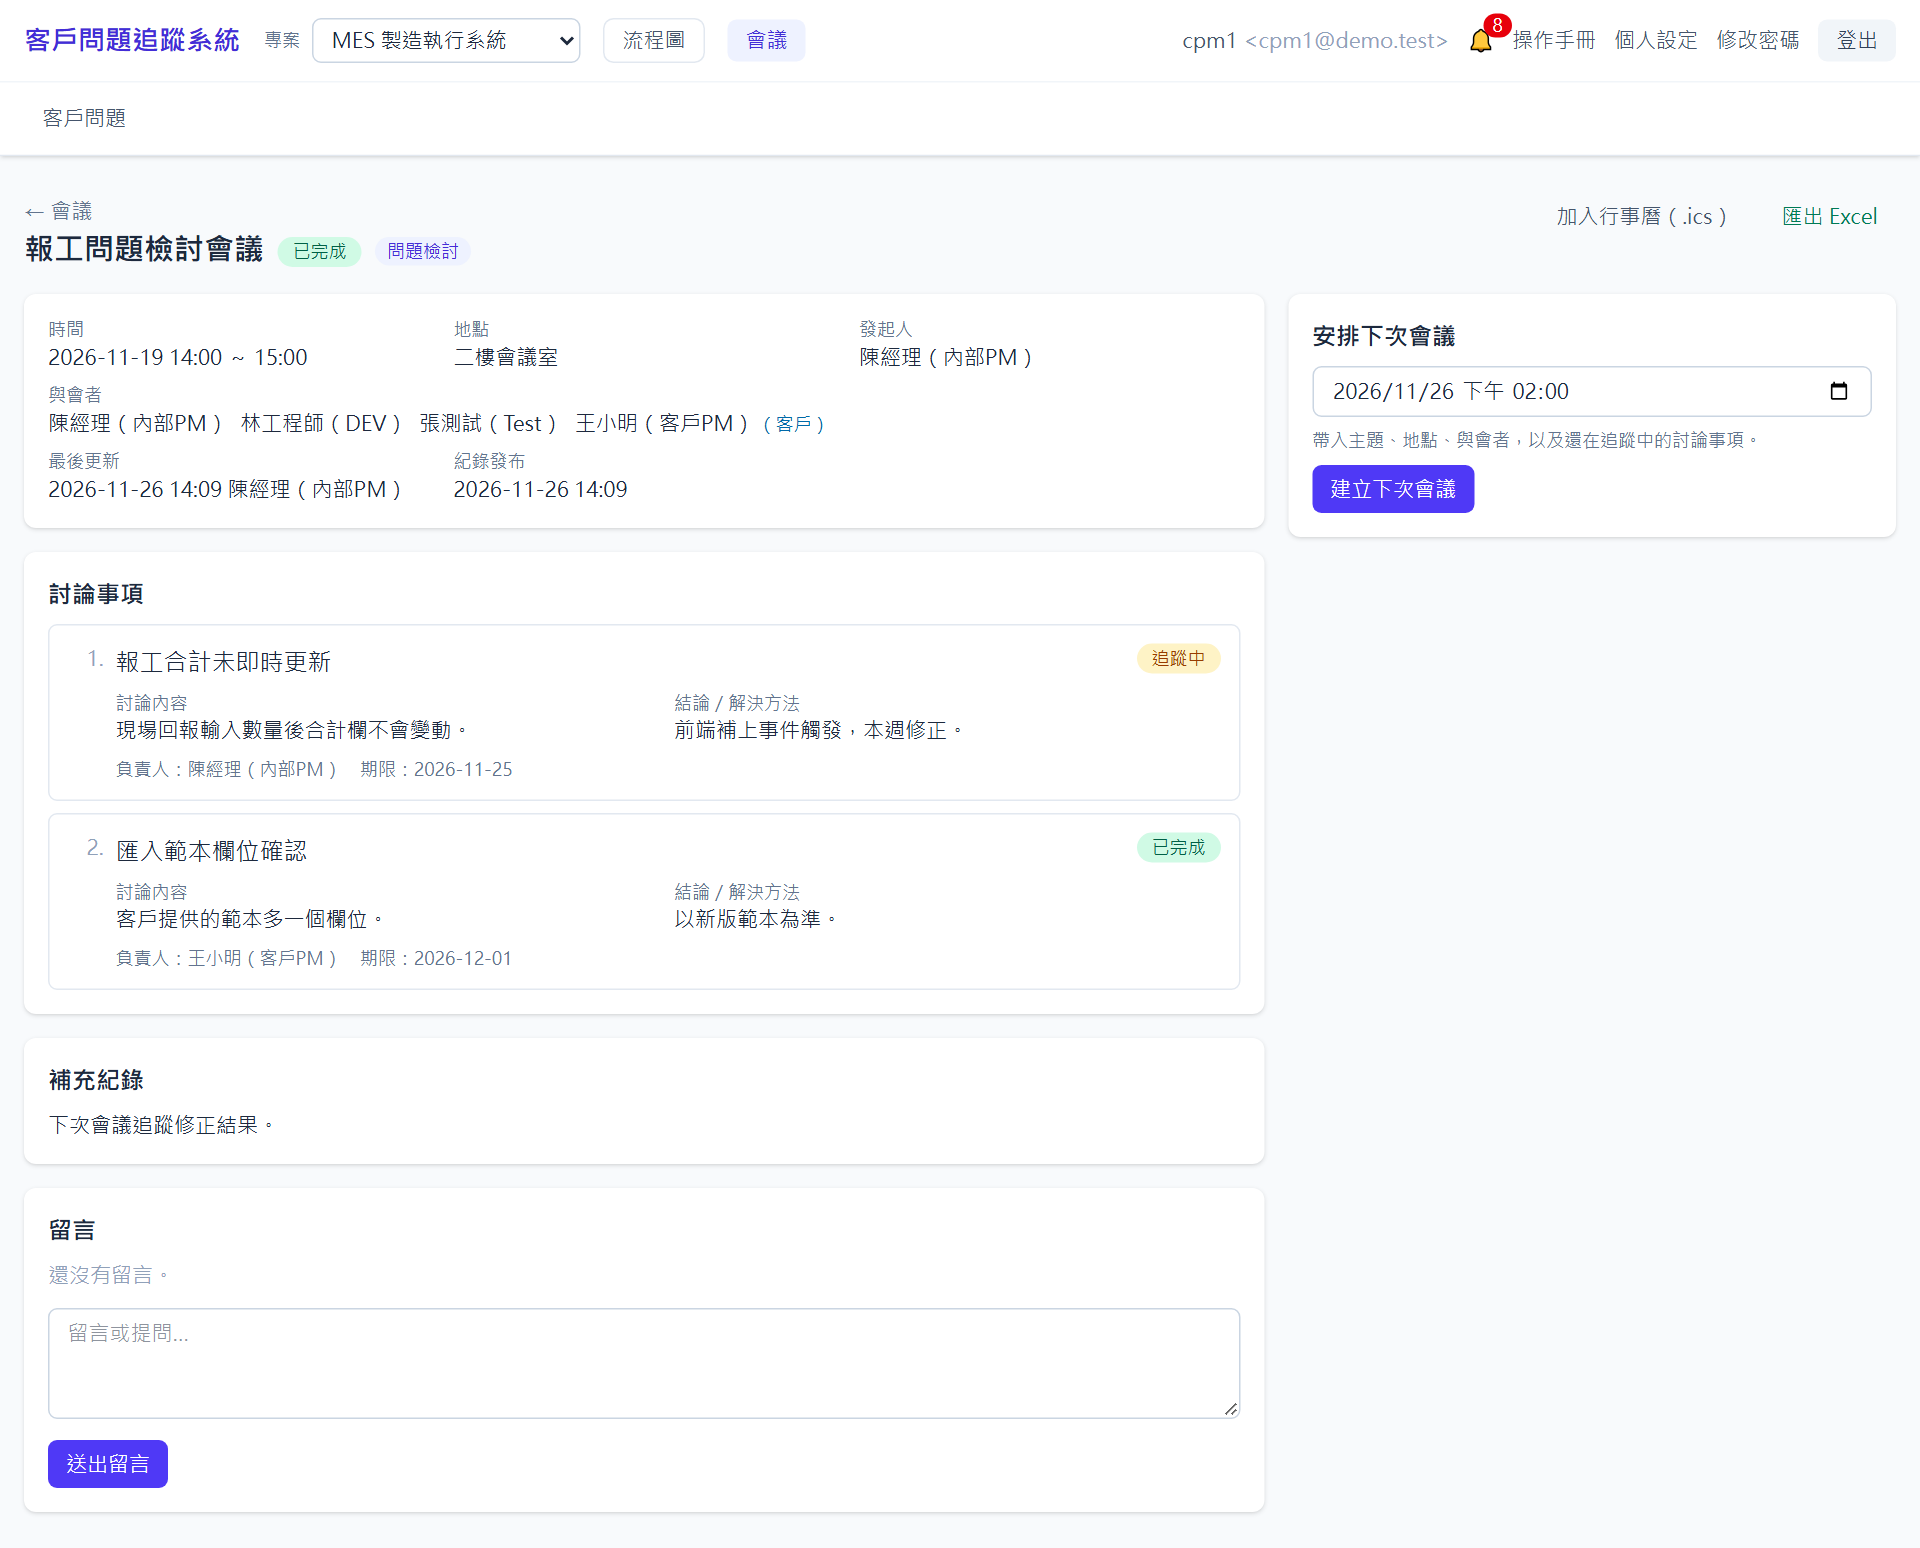 客戶問題追蹤系統 專案 MES 製造執行系統 流程圖 會議 cpm1 <cpm1@demo.test> 8 操作手冊 個人設定 修改密碼 登出
客戶問題
← 會議
報工問題檢討會議 已完成 問題檢討
加入行事曆（.ics） 匯出 Excel
時間
2026-11-19 14:00 ~ 15:00
地點
二樓會議室
發起人
陳經理（內部PM）
與會者
陳經理（內部PM） 林工程師（DEV） 張測試（Test） 王小明（客戶PM）（客戶）
最後更新
2026-11-26 14:09 陳經理（內部PM）
紀錄發布
2026-11-26 14:09
安排下次會議
2026/11/26 下午 02:00
帶入主題、地點、與會者，以及還在追蹤中的討論事項。
建立下次會議
討論事項
1. 報工合計未即時更新 追蹤中
討論內容
現場回報輸入數量後合計欄不會變動。
結論 / 解決方法
前端補上事件觸發，本週修正。
負責人：陳經理（內部PM） 期限：2026-11-25
2. 匯入範本欄位確認 已完成
討論內容
客戶提供的範本多一個欄位。
結論 / 解決方法
以新版範本為準。
負責人：王小明（客戶PM） 期限：2026-12-01
補充紀錄
下次會議追蹤修正結果。
留言
還沒有留言。
留言或提問...
送出留言